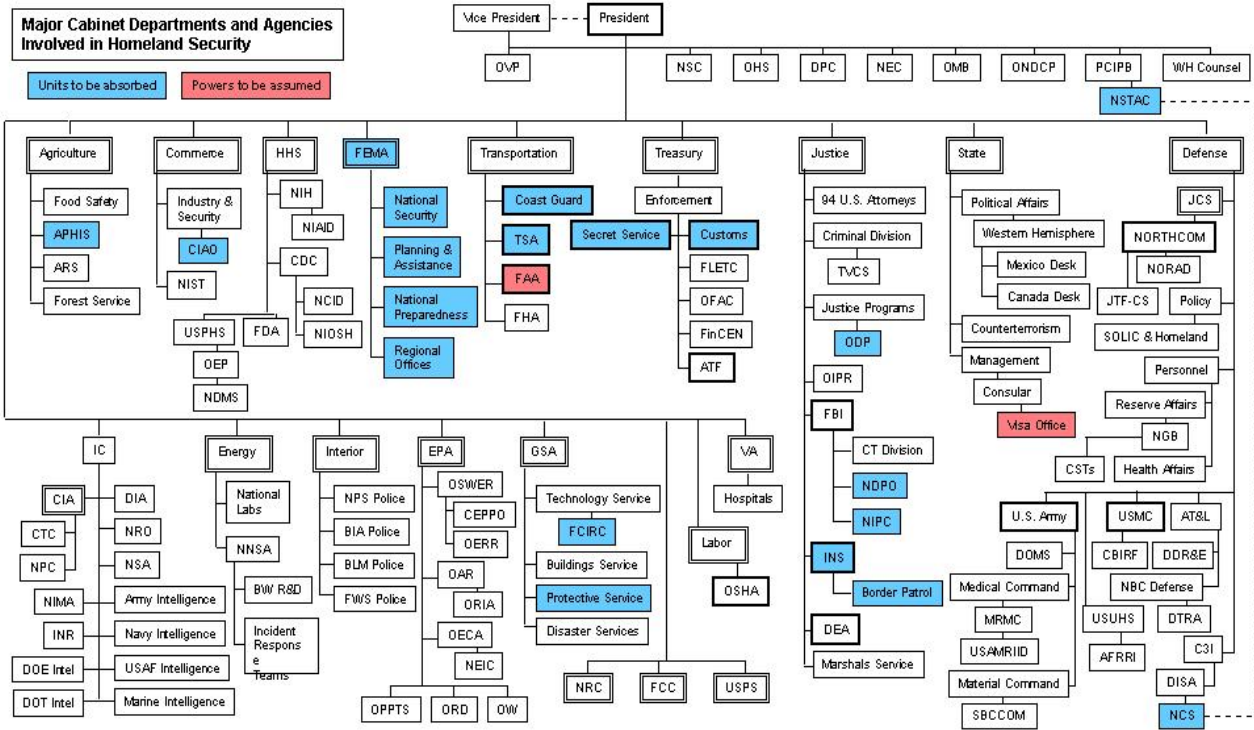 Major Cabinet Departments and Agencies
Involved in Homeland Security
Units to be absorbed
Powers to be assumed
Vice President
President
OVP
NSC
OHS
DPC
NEC
OMB
ONDCP
PCIPB
WH Counsel
NSTAC
Agriculture
Commerce
HHS
FEMA
Transportation
Treasury
Justice
State
Defense
Food Safety
APHIS
ARS
Forest Service
Industry &
Security
CIAO
NIST
NIH
NIAID
CDC
NCID
NIOSH
USPHS
FDA
OEP
NDMS
National
Security
Planning &
Assistance
National
Preparedness
Regional
Offices
Coast Guard
TSA
FAA
FHA
Enforcement
Secret Service
Customs
FLETC
OFAC
FinCEN
ATF
94 U.S. Attorneys
Criminal Division
TVCS
Justice Programs
ODP
OIPR
FBI
CT Division
NDPO
NIPC
INS
Border Patrol
DEA
Marshals Service
Political Affairs
Western Hemisphere
Mexico Desk
Canada Desk
Counterterrorism
Management
Consular
Visa Office
JCS
NORTHCOM
NORAD
JTF-CS
Policy
SOLIC & Homeland
Personnel
Reserve Affairs
NGB
CSTs
Health Affairs
U.S. Army
USMC
AT&L
DOMS
CBIRF
DDR&E
Medical Command
NBC Defense
MRMC
USUHS
DTRA
USAMRIID
AFRRI
C3I
Material Command
DISA
SBCCOM
NCS
IC
CIA
CTC
NPC
DIA
NRO
NSA
NIMA
Army Intelligence
INR
Navy Intelligence
DOE Intel
USAF Intelligence
DOT Intel
Marine Intelligence
Energy
National
Labs
NNSA
BW R&D
Incident
Respons
e
Teams
Interior
NPS Police
BIA Police
BLM Police
FWS Police
EPA
OSWER
CEPPO
OERR
OAR
ORIA
OECA
NEIC
OPPTS
ORD
OW
GSA
Technology Service
FCIRC
Buildings Service
Protective Service
Disaster Services
NRC
FCC
USPS
Labor
OSHA
VA
Hospitals